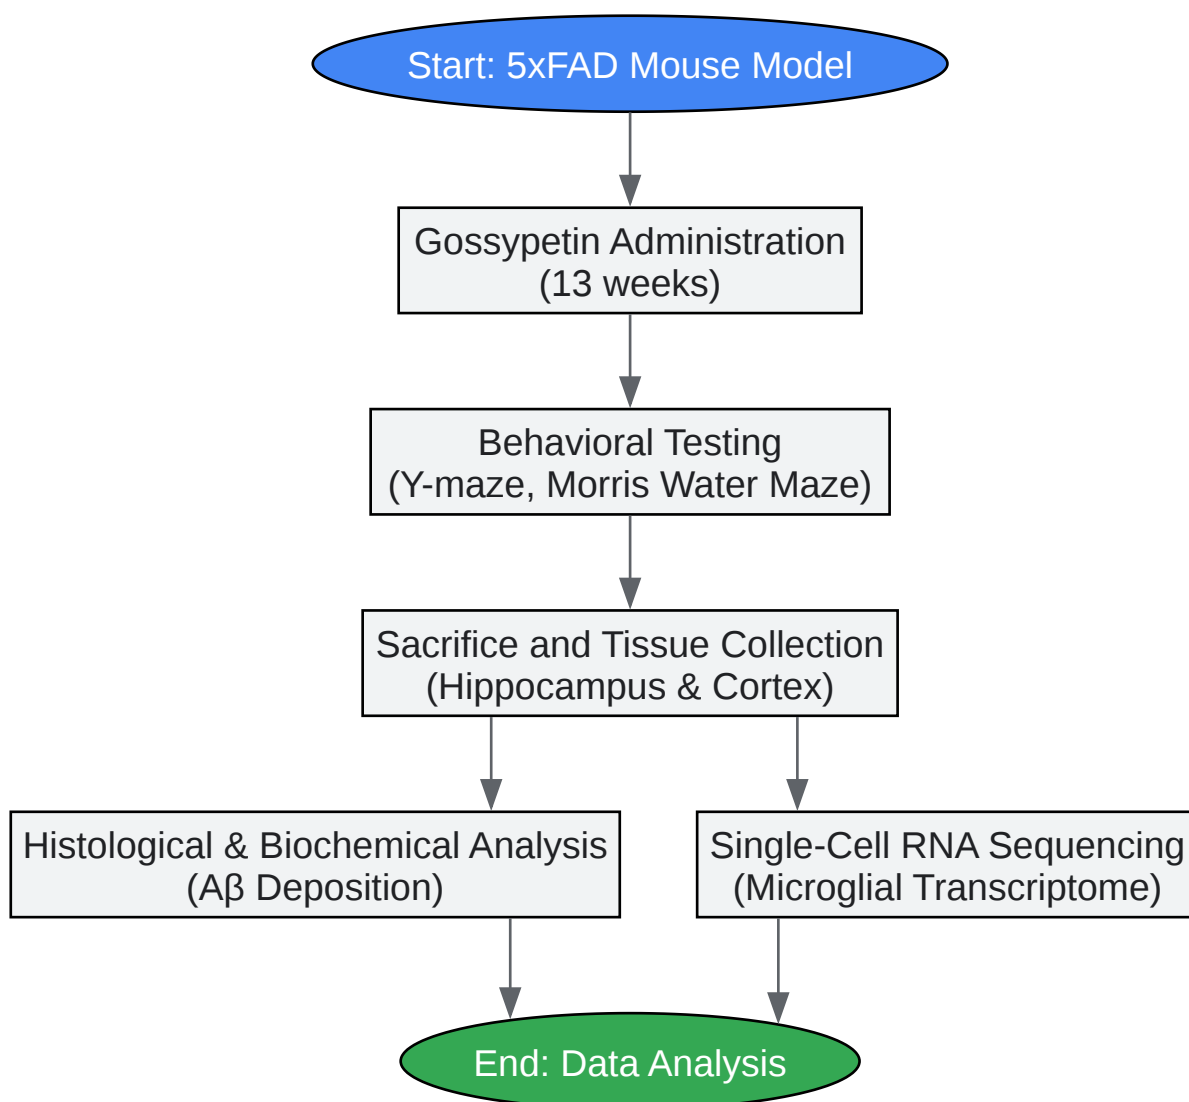 Start: 5xFAD Mouse Model
Gossypetin Administration
(13 weeks)
Behavioral Testing
(Y-maze, Morris Water Maze)
Sacrifice and Tissue Collection
(Hippocampus & Cortex)
Histological & Biochemical Analysis
(Aβ Deposition)
Single-Cell RNA Sequencing
(Microglial Transcriptome)
End: Data Analysis